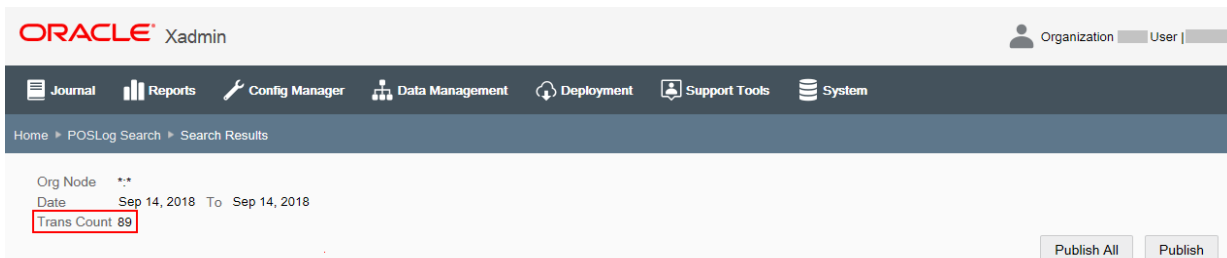 ORACLE Xadmin
Organization User |
Journal Reports Config Manager Data Management Deployment Support Tools System
Home ▸ POSLog Search ▸ Search Results
Org Node *:*
Date Sep 14, 2018 To Sep 14, 2018
Trans Count 89
Publish All Publish